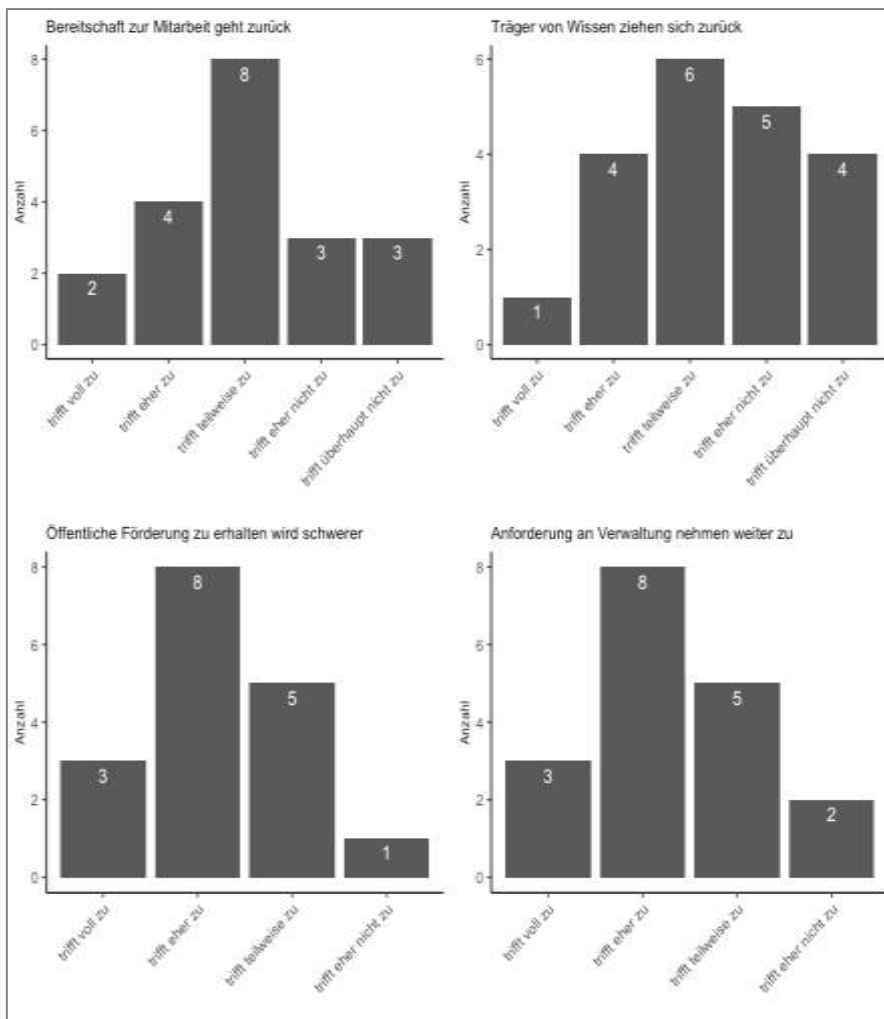 Bereitschaft zur Mitarbeit geht zurück
Anzahl
8
6
4
2
0
2
4
8
3
3
trifft voll zu
trifft eher zu
trifft teilweise zu
trifft eher nicht zu
trifft überhaupt nicht zu
Träger von Wissen ziehen sich zurück
Anzahl
6
4
2
0
1
4
6
5
4
trifft voll zu
trifft eher zu
trifft teilweise zu
trifft eher nicht zu
trifft überhaupt nicht zu
Öffentliche Förderung zu erhalten wird schwerer
Anzahl
8
6
4
2
0
3
8
5
1
trifft voll zu
trifft eher zu
trifft teilweise zu
trifft eher nicht zu
Anforderung an Verwaltung nehmen weiter zu
Anzahl
8
6
4
2
0
3
8
5
2
trifft voll zu
trifft eher zu
trifft teilweise zu
trifft eher nicht zu